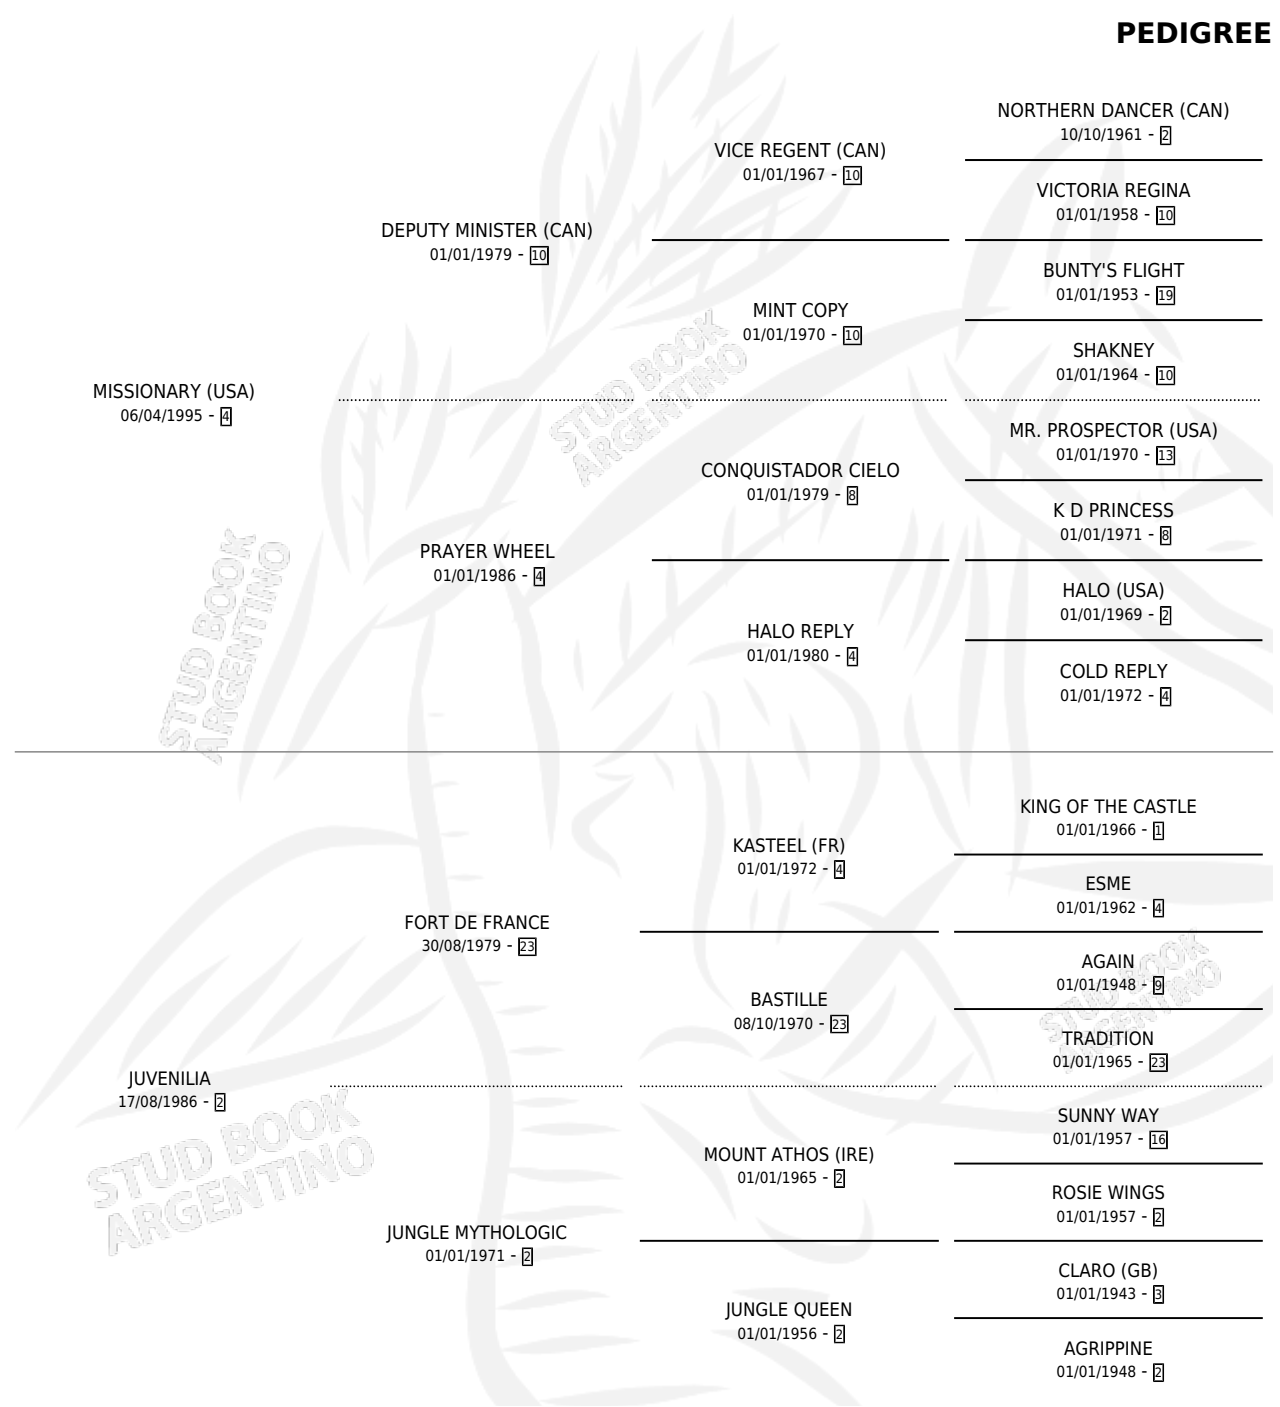 PEDIGREE
NORTHERN DANCER (CAN)
10/10/1961 - 2
VICE REGENT (CAN)
01/01/1967 - 10
VICTORIA REGINA
01/01/1958 - 10
DEPUTY MINISTER (CAN)
01/01/1979 - 10
BUNTY'S FLIGHT
01/01/1953 - 19
MINT COPY
01/01/1970 - 10
SHAKNEY
01/01/1964 - 10
MISSIONARY (USA)
06/04/1995 - 4
MR. PROSPECTOR (USA)
01/01/1970 - 13
CONQUISTADOR CIELO
01/01/1979 - 8
K D PRINCESS
01/01/1971 - 8
PRAYER WHEEL
01/01/1986 - 4
HALO (USA)
01/01/1969 - 2
HALO REPLY
01/01/1980 - 4
COLD REPLY
01/01/1972 - 4
KING OF THE CASTLE
01/01/1966 - 1
KASTEEL (FR)
01/01/1972 - 4
ESME
01/01/1962 - 4
FORT DE FRANCE
30/08/1979 - 23
AGAIN
01/01/1948 - 9
BASTILLE
08/10/1970 - 23
TRADITION
01/01/1965 - 23
JUVENILIA
17/08/1986 - 2
SUNNY WAY
01/01/1957 - 16
MOUNT ATHOS (IRE)
01/01/1965 - 2
ROSIE WINGS
01/01/1957 - 2
JUNGLE MYTHOLOGIC
01/01/1971 - 2
CLARO (GB)
01/01/1943 - 3
JUNGLE QUEEN
01/01/1956 - 2
AGRIPPINE
01/01/1948 - 2
STUD BOOK
ARGENTINO
STUD BOOK
ARGENTINO
STUD BOOK
ARGENTINO
STUD BOOK
ARGENTINO